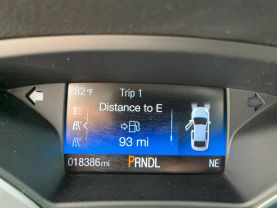 82°F Trip 1
Distance to E
93 mi
018386mi PRNDL NE